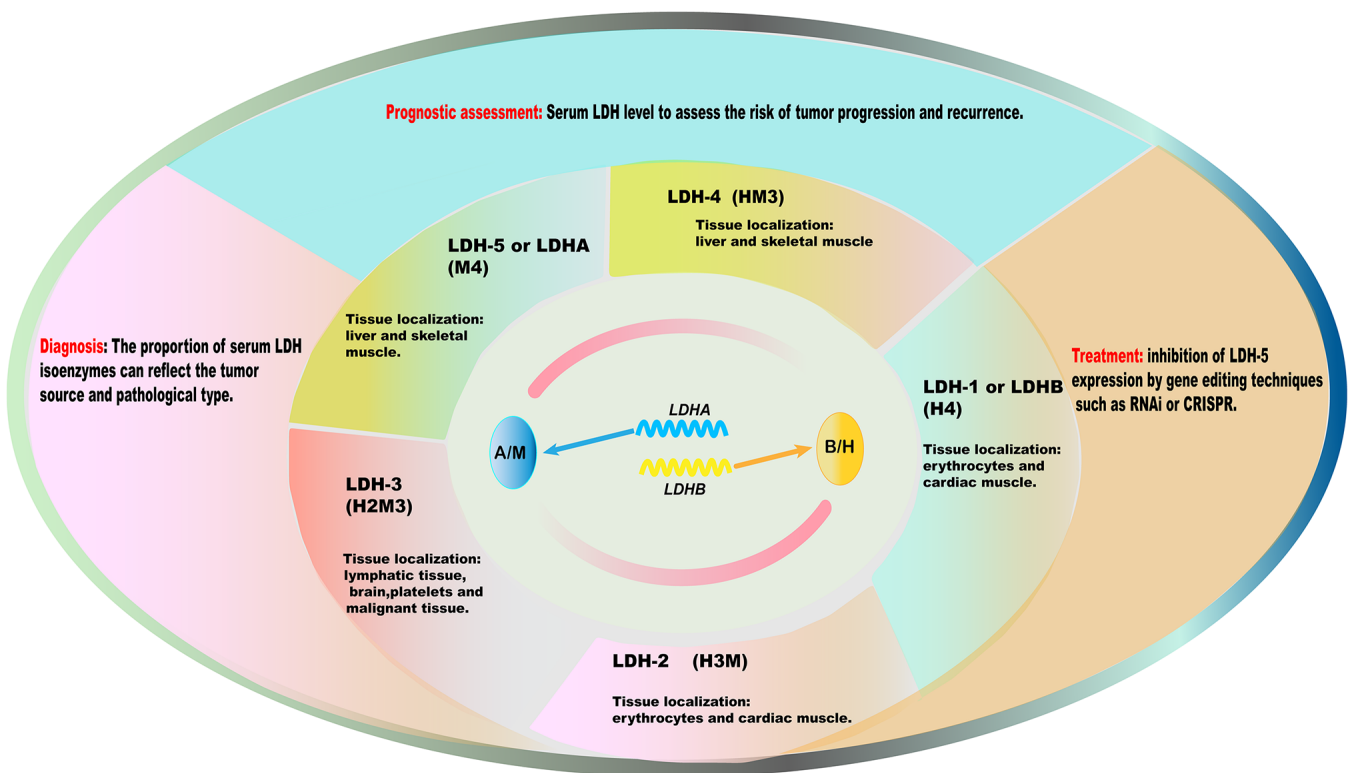 Prognostic assessment: Serum LDH level to assess the risk of tumor progression and recurrence.
LDH-4 (HM3)
Tissue localization:
liver and skeletal muscle
LDH-5 or LDHA
(M4)
Tissue localization:
liver and skeletal
muscle.
Diagnosis: The proportion of serum LDH
isoenzymes can reflect the tumor
source and pathological type.
Treatment: inhibition of LDH-5
expression by gene editing techniques
such as RNAi or CRISPR.
LDH-1 or LDHB
(H4)
Tissue localization:
erythrocytes and
cardiac muscle.
LDHA
A/M
B/H
LDHB
LDH-3
(H2M3)
Tissue localization:
lymphatic tissue,
brain,platelets and
malignant tissue.
LDH-2 (H3M)
Tissue localization:
erythrocytes and cardiac muscle.